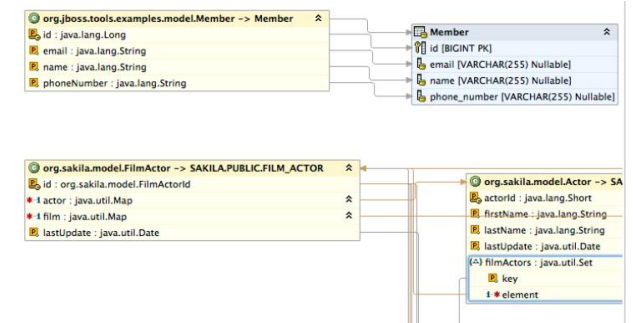 org.jboss.tools.examples.model.Member -> Member
id : java.lang.Long
email : java.lang.String
name : java.lang.String
phoneNumber : java.lang.String
Member
id [BIGINT PK]
email [VARCHAR(255) Nullable]
name [VARCHAR(255) Nullable]
phone_number [VARCHAR(255) Nullable]
org.sakila.model.FilmActor -> SAKILA.PUBLIC.FILM_ACTOR
id : org.sakila.model.FilmActorId
actor : java.util.Map
film : java.util.Map
lastUpdate : java.util.Date
org.sakila.model.Actor -> SA
actorId : java.lang.Short
firstName : java.lang.String
lastName : java.lang.String
lastUpdate : java.util.Date
filmActors : java.util.Set
key
element